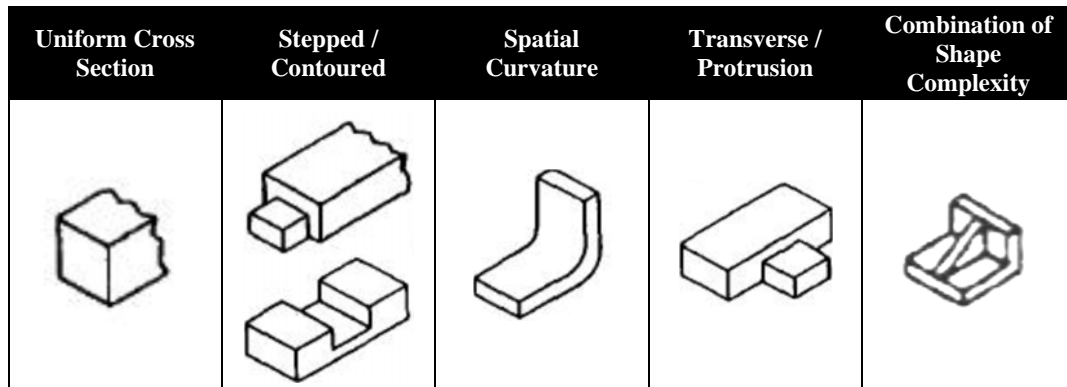 Uniform Cross
Section
Stepped /
Contoured
Spatial
Curvature
Transverse /
Protrusion
Combination of
Shape
Complexity